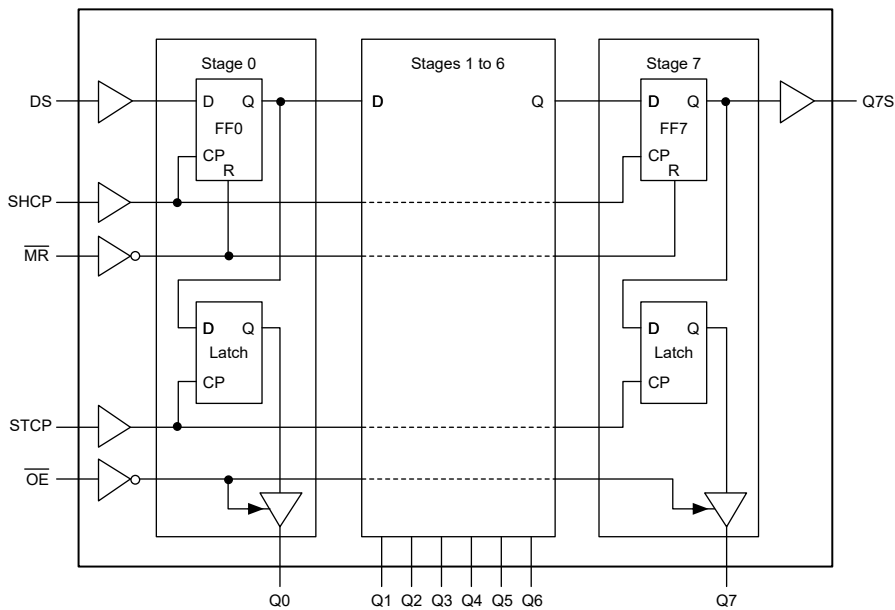 Stage 0
Stages 1 to 6
Stage 7
DS
D Q
D
Q
D Q
Q7S
FF0
FF7
CP
CP
R
R
SHCP
MR
D Q
D Q
Latch
Latch
CP
CP
STCP
OE
Q0
Q1 Q2 Q3 Q4 Q5 Q6
Q7